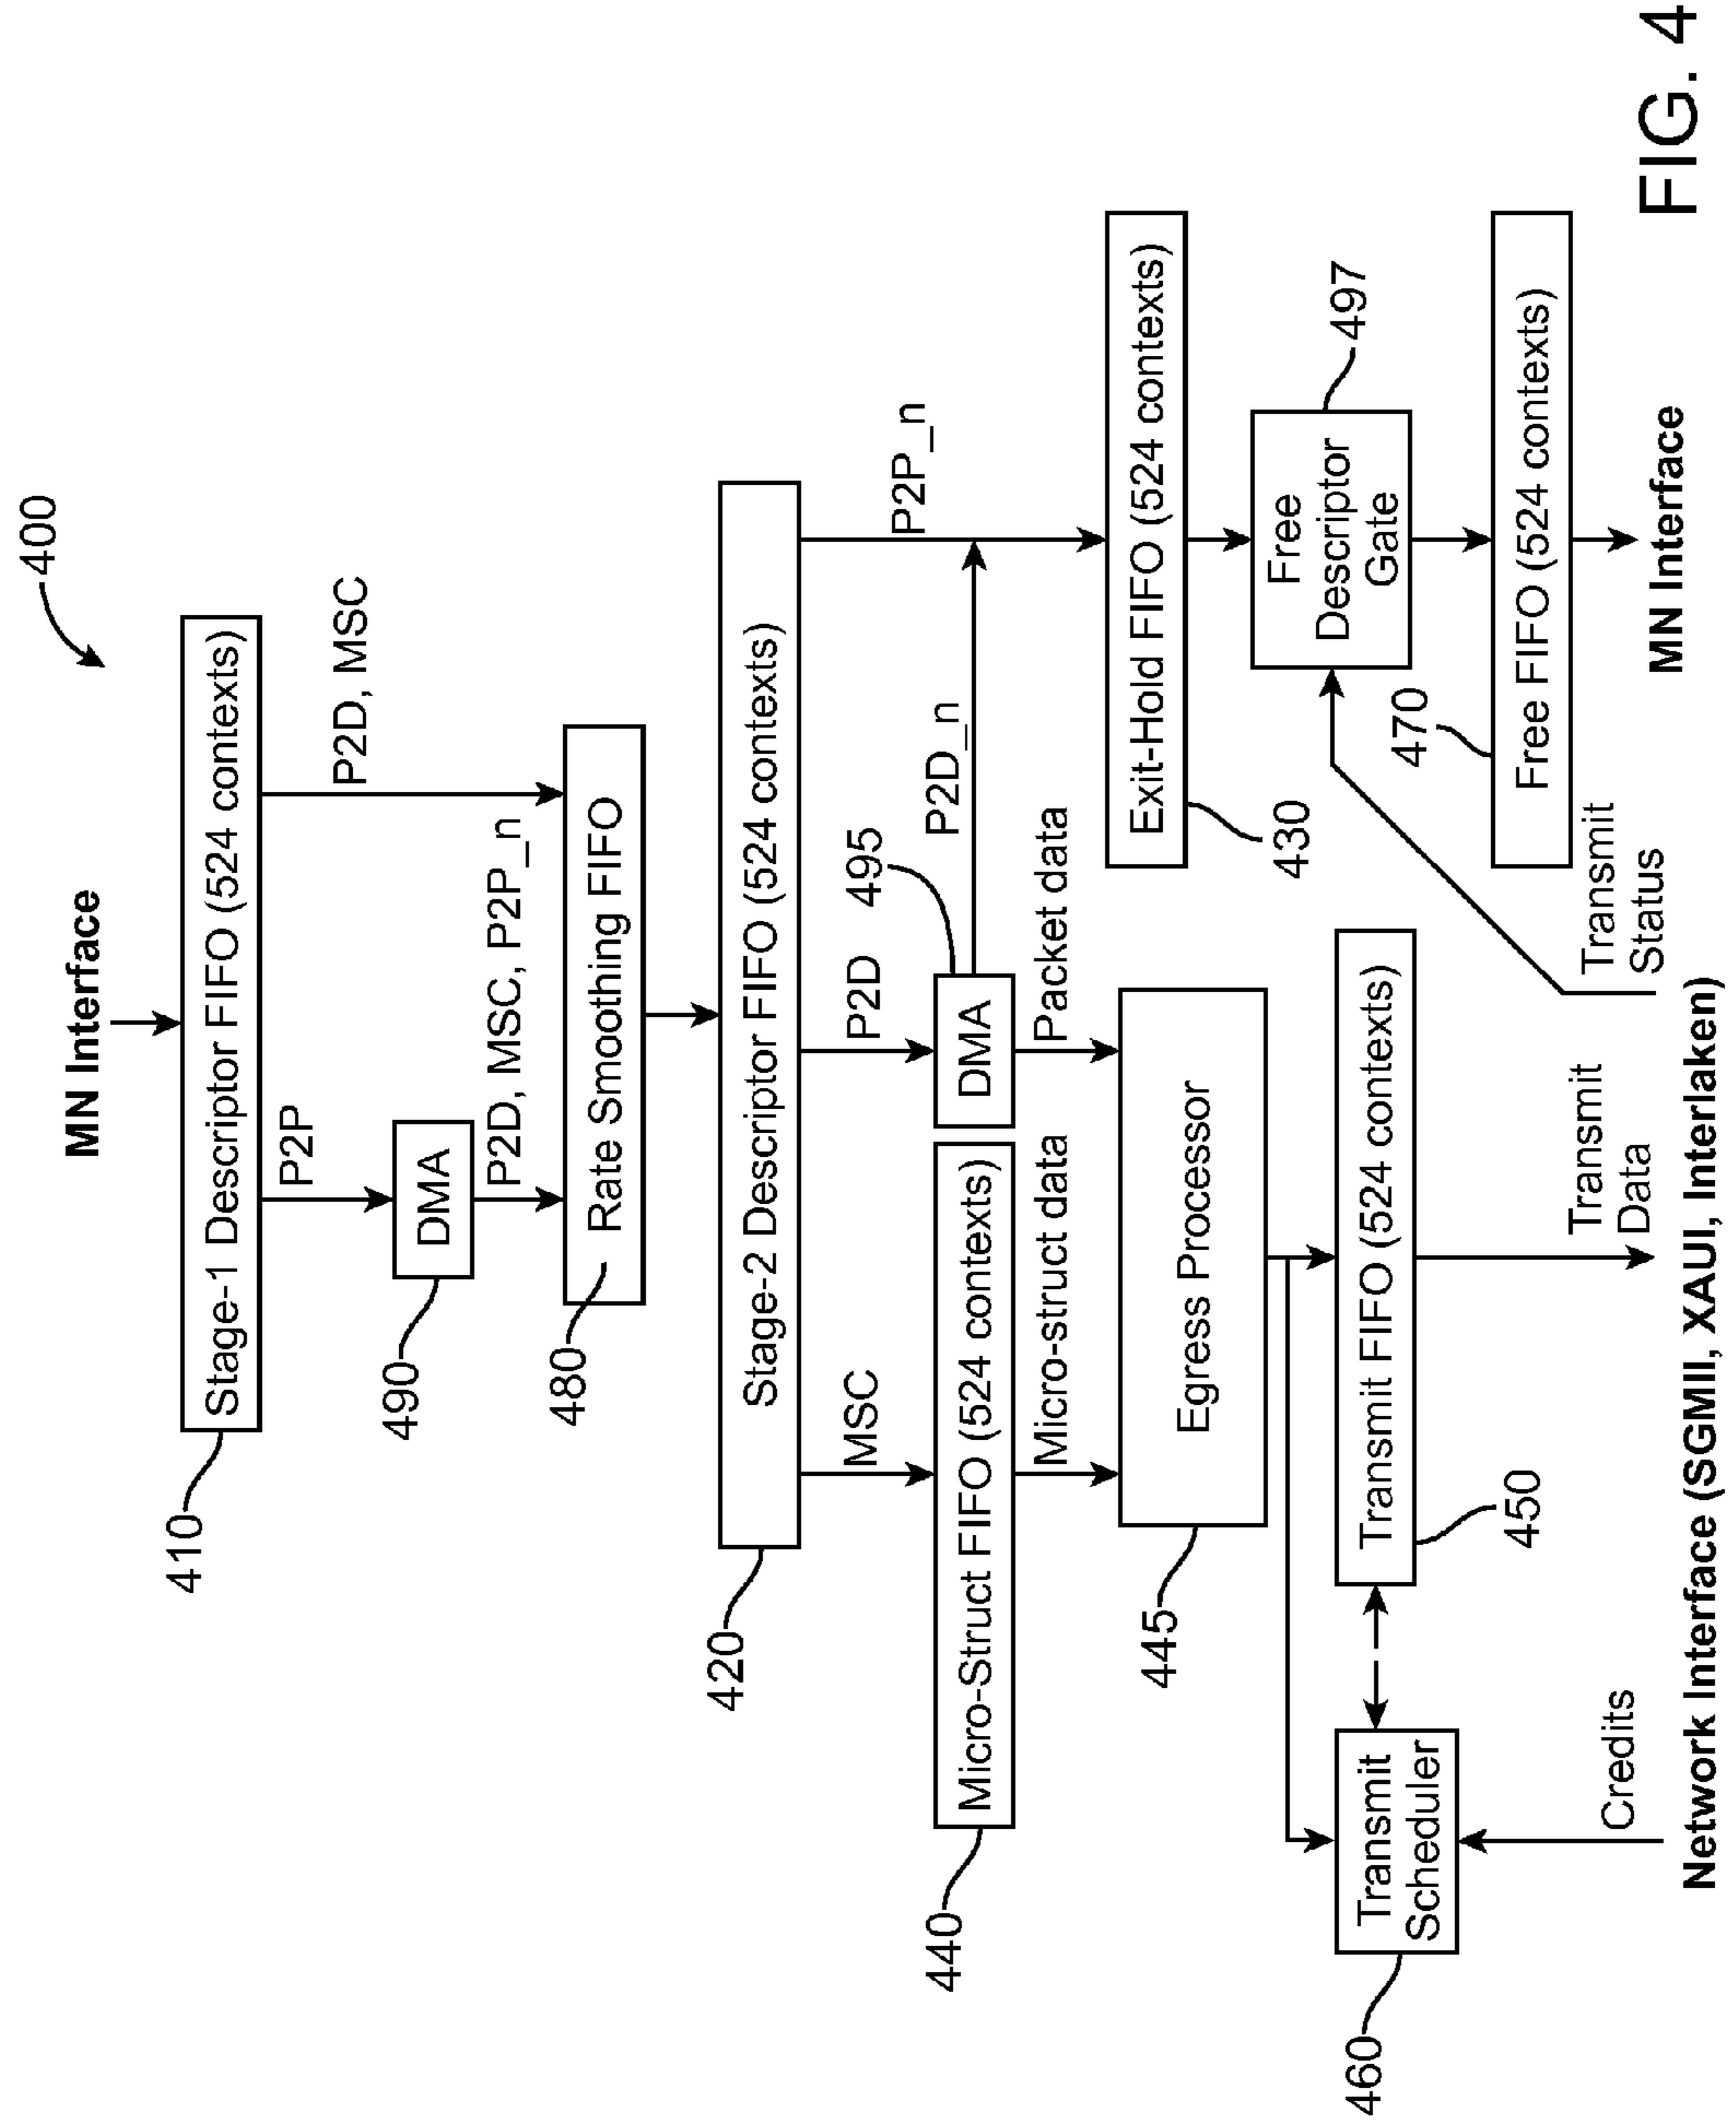 400
MN Interface
410
Stage-1 Descriptor FIFO (524 contexts)
P2P
P2D, MSC
490
DMA
P2D, MSC, P2P_n
480
Rate Smoothing FIFO
420
Stage-2 Descriptor FIFO (524 contexts)
MSC
P2D
495
P2P_n
440
Micro-Struct FIFO (524 contexts)
DMA
P2D_n
Micro-struct data
Packet data
445
Egress Processor
430
Exit-Hold FIFO (524 contexts)
Free
Descriptor
Gate
497
460
Transmit
Scheduler
450
Transmit FIFO (524 contexts)
470
Free FIFO (524 contexts)
Credits
Transmit
Data
Transmit
Status
MN Interface
Network Interface (SGMII, XAUI, Interlaken)
FIG. 4